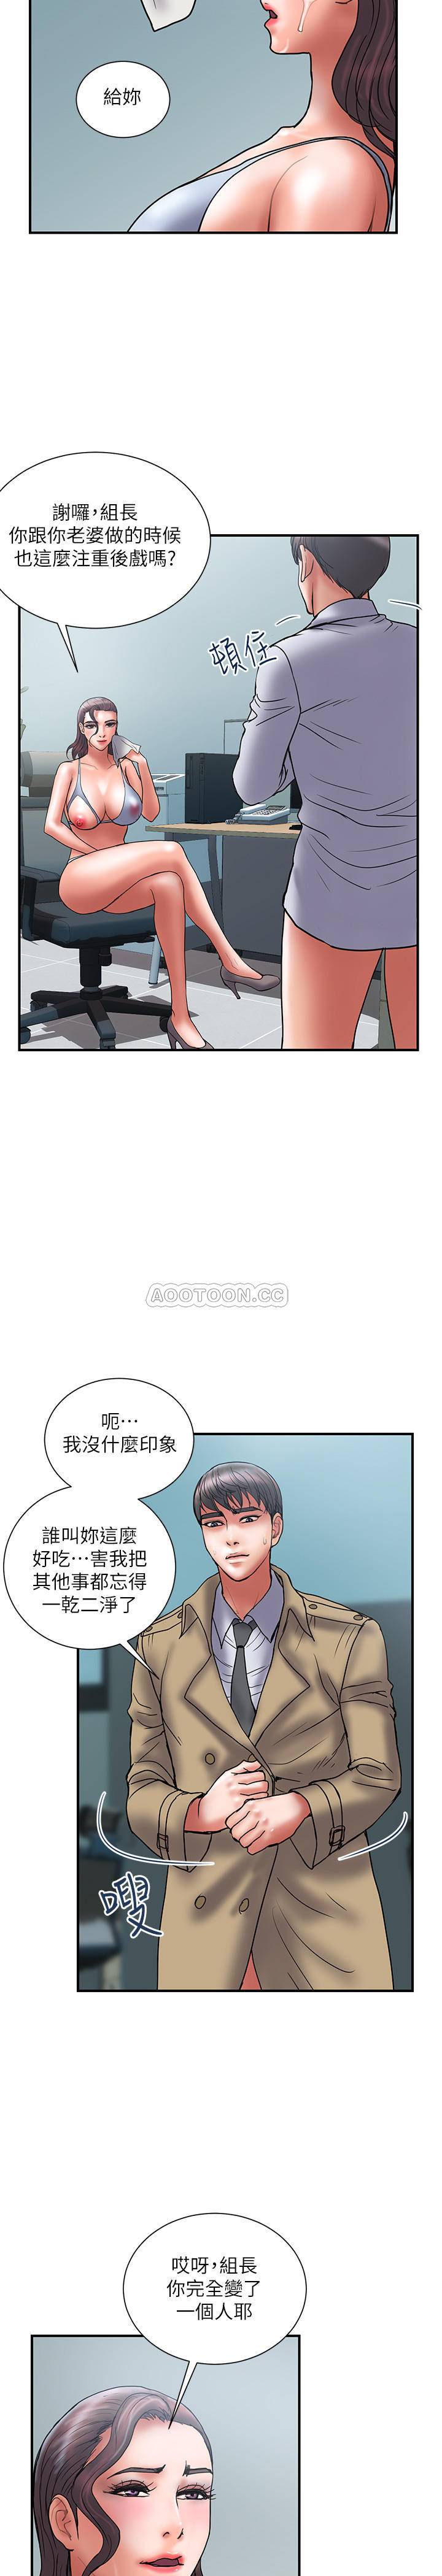 給妳
謝囉，組長
你跟你老婆做的時候
也這麼注重後戲嗎？
頓住
AOOTOON.CC
呃…
我沒什麼印象
誰叫妳這麼
好吃…害我把
其他事都忘得
一乾二淨了
嗖
哎呀，組長
你完全變了
一個人耶